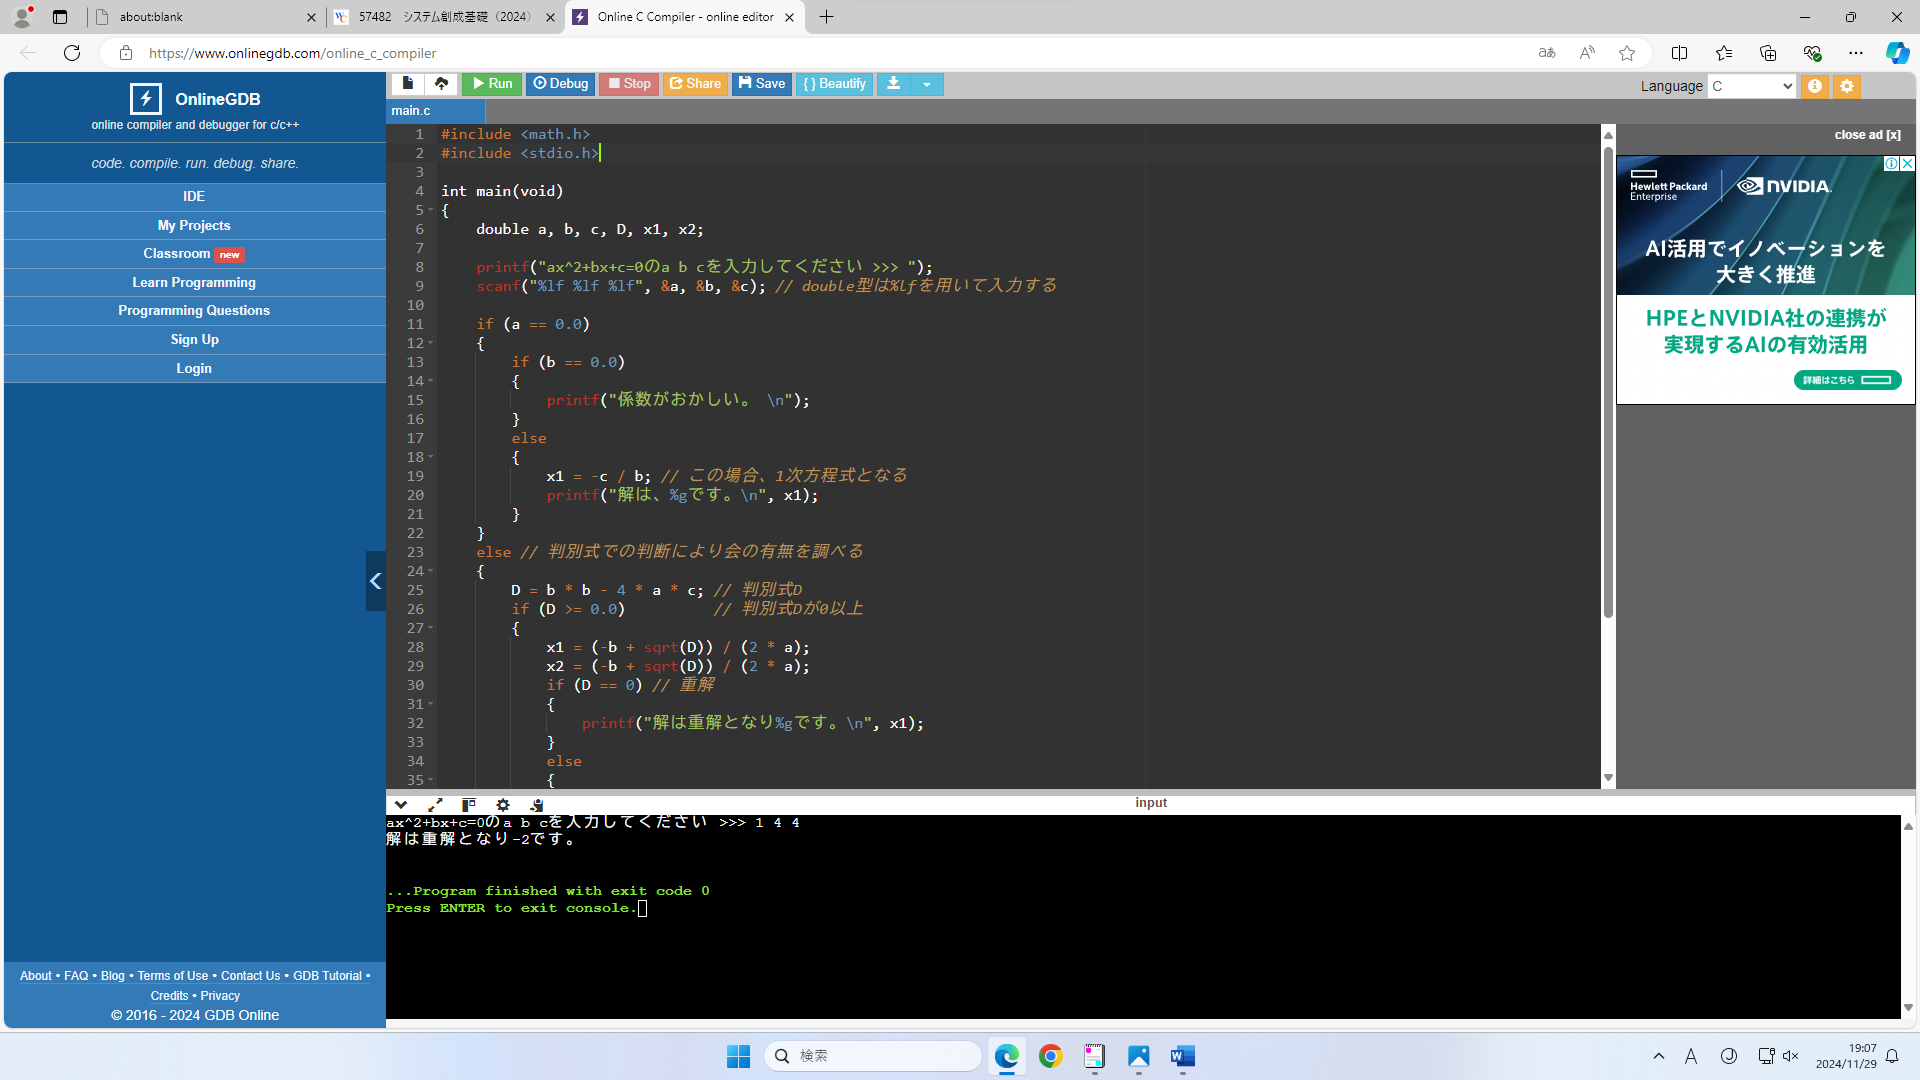 about:blank
57482 システム創成基礎（2024）
Online C Compiler - online editor
https://www.onlinegdb.com/online_c_compiler
OnlineGDB
online compiler and debugger for c/c++
code. compile. run. debug. share.
IDE
My Projects
Classroom new
Learn Programming
Programming Questions
Sign Up
Login
About • FAQ • Blog • Terms of Use • Contact Us • GDB Tutorial •
Credits • Privacy
© 2016 - 2024 GDB Online
Run Debug Stop Share Save { } Beautify
Language C
main.c
1 #include <math.h>
2 #include <stdio.h>
3
4 int main(void)
5 {
6 double a, b, c, D, x1, x2;
7
8 printf("ax^2+bx+c=0のa b cを入力してください >>> ");
9 scanf("%lf %lf %lf", &a, &b, &c); // double型は%lfを用いて入力する
10
11 if (a == 0.0)
12 {
13 if (b == 0.0)
14 {
15 printf("係数がおかしい。 \n");
16 }
17 else
18 {
19 x1 = -c / b; // この場合、1次方程式となる
20 printf("解は、%gです。\n", x1);
21 }
22 }
23 else // 判別式での判断により会の有無を調べる
24 {
25 D = b * b - 4 * a * c; // 判別式D
26 if (D >= 0.0) // 判別式Dが0以上
27 {
28 x1 = (-b + sqrt(D)) / (2 * a);
29 x2 = (-b + sqrt(D)) / (2 * a);
30 if (D == 0) // 重解
31 {
32 printf("解は重解となり%gです。\n", x1);
33 }
34 else
35 {
close ad [x]
Hewlett Packard
Enterprise
NVIDIA.
AI活用でイノベーションを
大きく推進
HPEとNVIDIA社の連携が
実現するAIの有効活用
詳細はこちら
input
ax^2+bx+c=0のa b cを入力してください >>> 1 4 4
解は重解となり-2です。
...Program finished with exit code 0
Press ENTER to exit console.
検索
19:07
2024/11/29